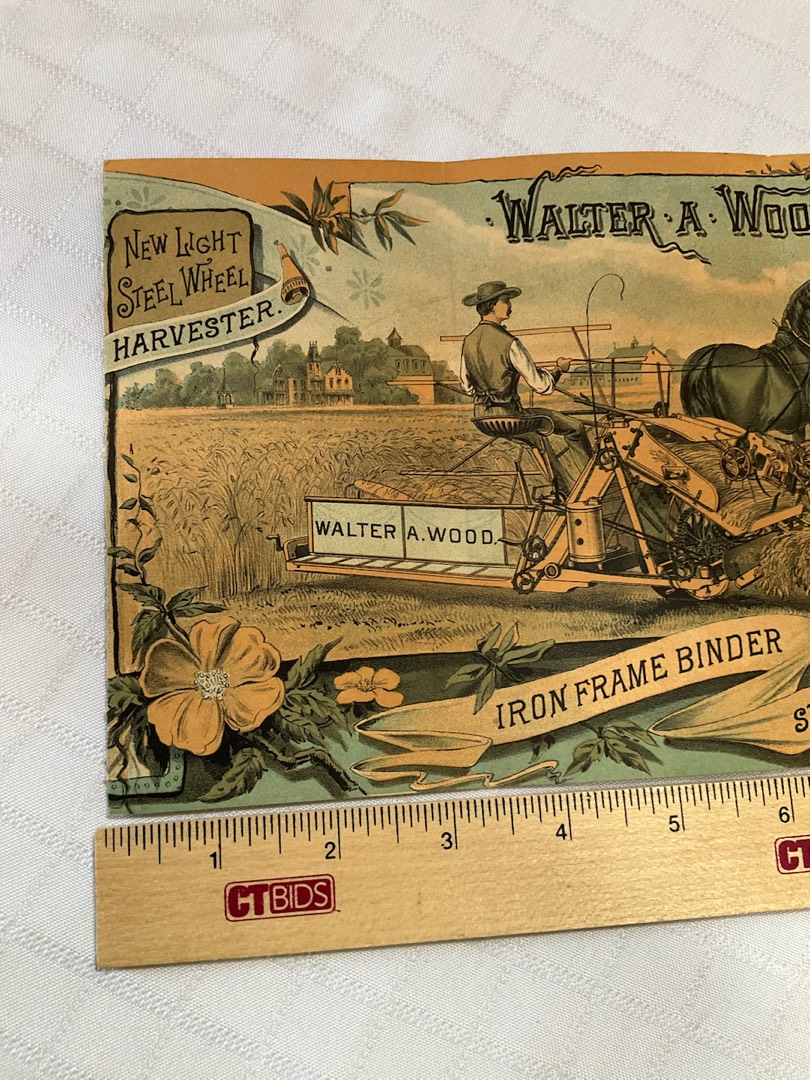 WALTER · A · WOO
NEW LIGHT
STEEL WHEEL
HARVESTER.
WALTER A. WOOD.
IRON FRAME BINDER
1 2 3 4 5 6
CTBIDS